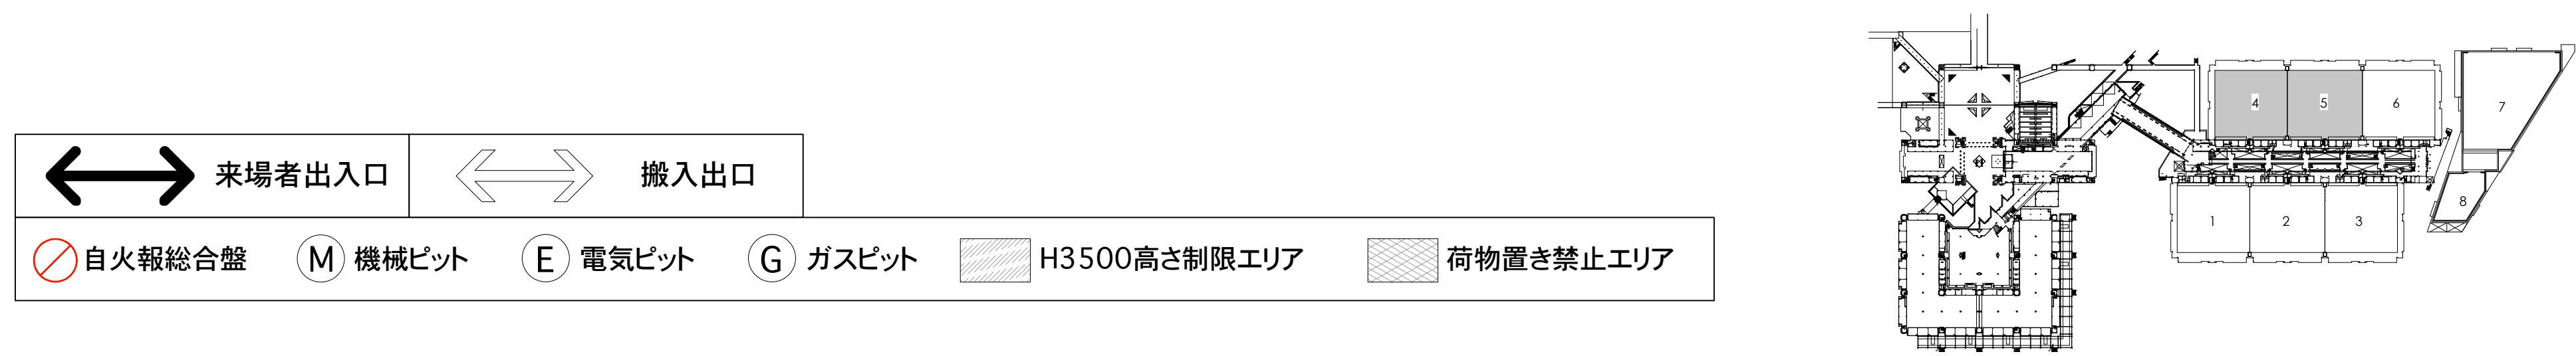 来場者出入口 搬入出口
自火報総合盤 M 機械ピット E 電気ピット G ガスピット H3500高さ制限エリア 荷物置き禁止エリア
4 5 6 7
1 2 3 8